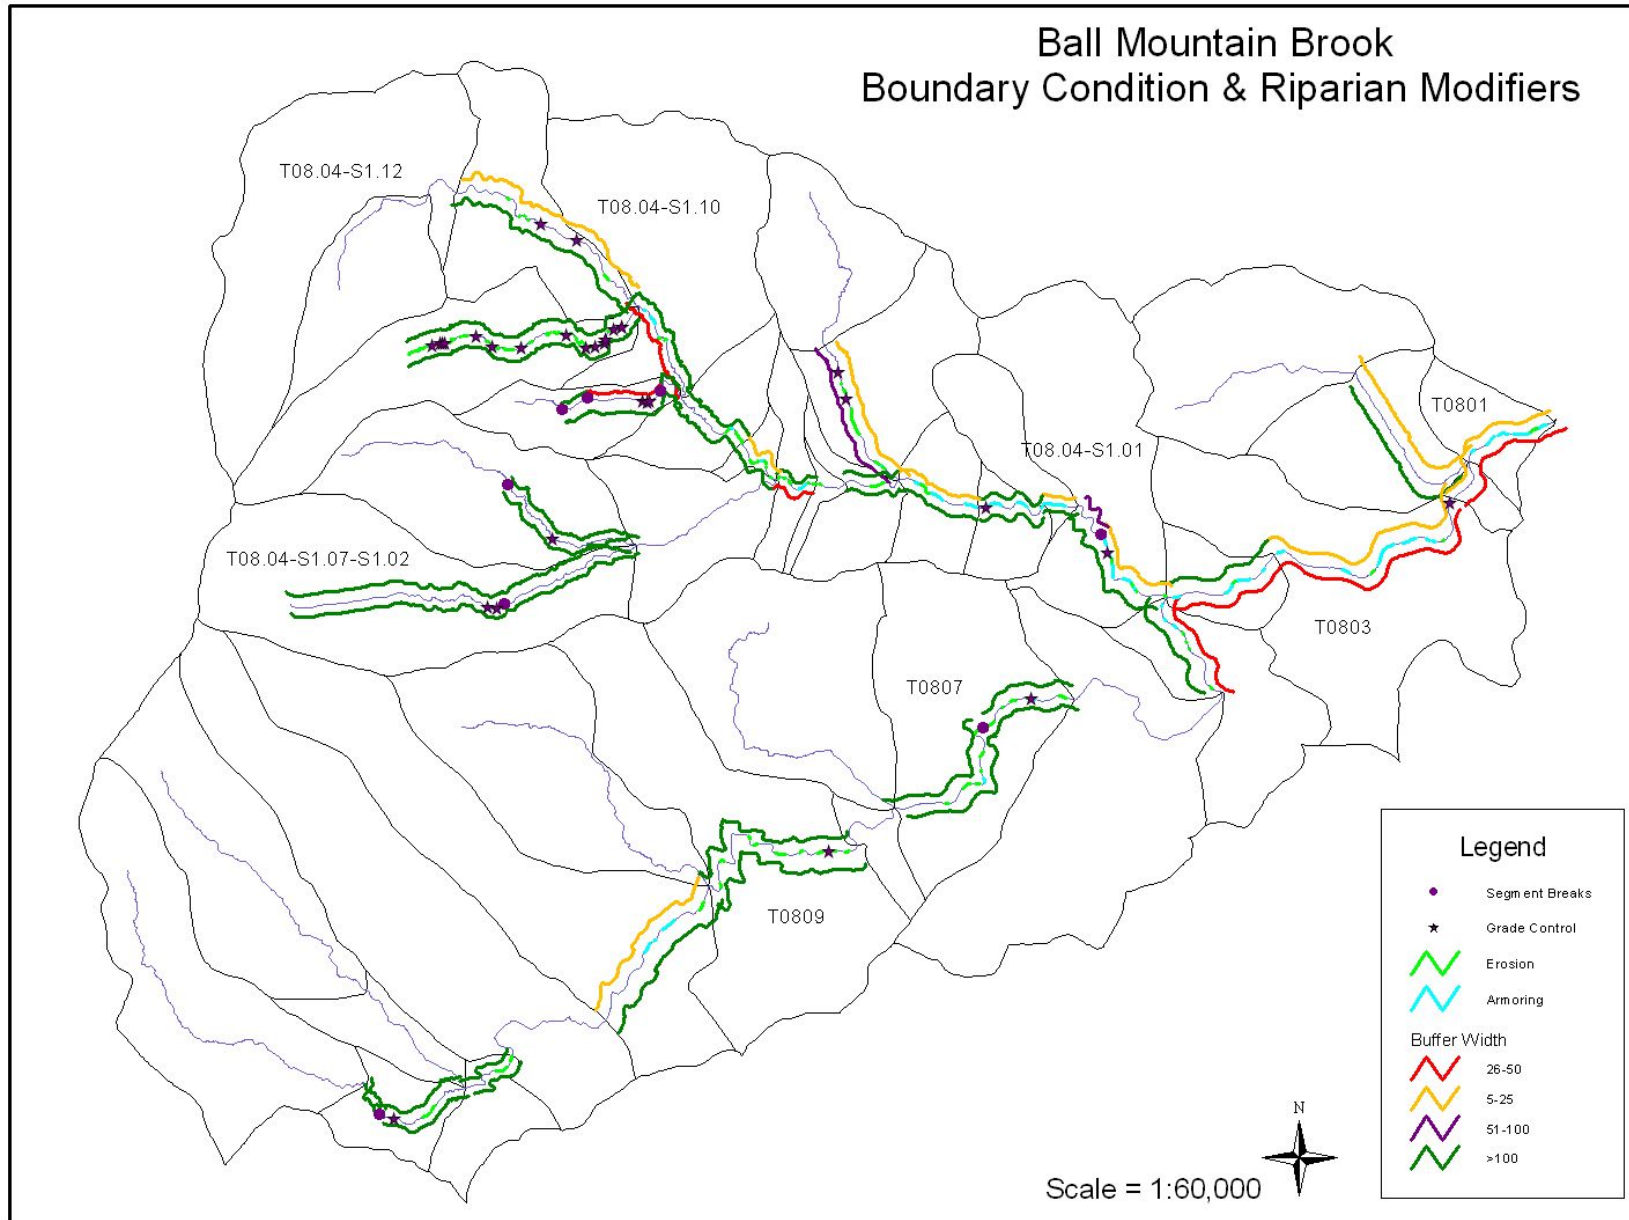 Ball Mountain Brook
Boundary Condition & Riparian Modifiers
T08.04-S1.12
T08.04-S1.10
T0801
T08.04-S1.01
T08.04-S1.07-S1.02
T0803
T0807
T0809
Legend
Segment Breaks
Grade Control
Erosion
Armoring
Buffer Width
26-50
5-25
51-100
>100
N
Scale = 1:60,000